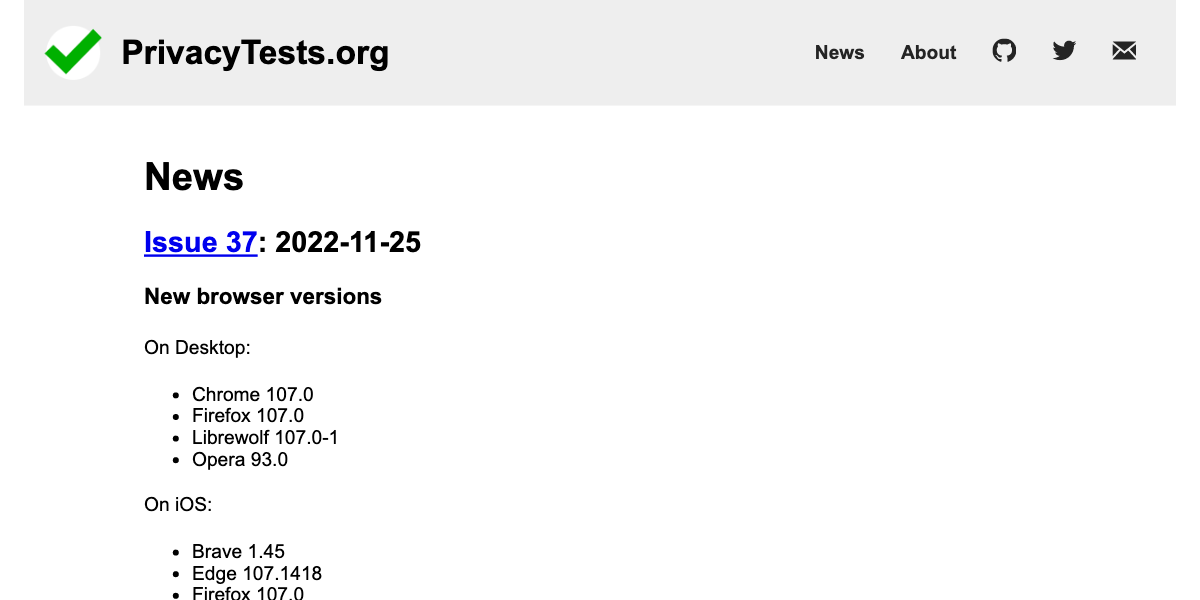 PrivacyTests.org
News
About
News
Issue 37: 2022-11-25
New browser versions
On Desktop:
Chrome 107.0
Firefox 107.0
Librewolf 107.0-1
Opera 93.0
On iOS:
Brave 1.45
Edge 107.1418
Firefox 107.0